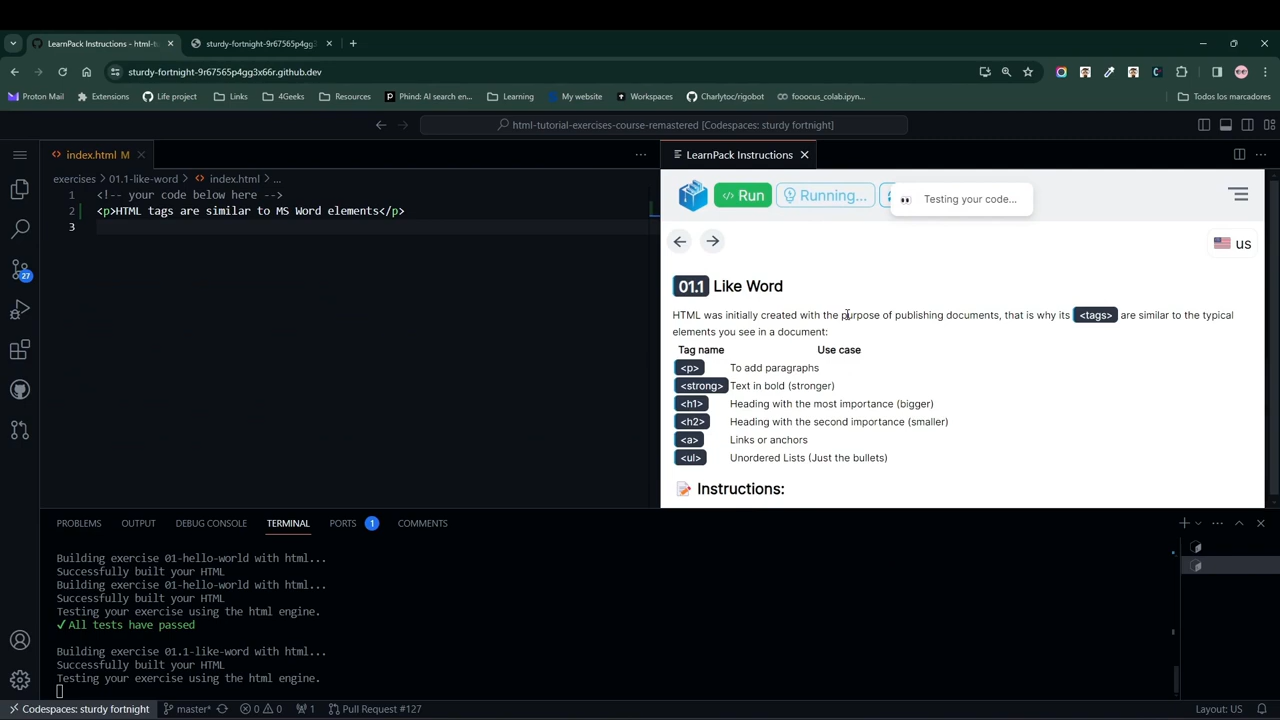 LearnPack Instructions - html-tu
sturdy-fortnight-9r67565p4gg3
sturdy-fortnight-9r67565p4gg3x66r.github.dev
Proton Mail
Extensions
Life project
Links
4Geeks
Resources
Phind: AI search en...
Learning
My website
Workspaces
Charlytoc/rigobot
fooocus_colab.ipyn...
Todos los marcadores
html-tutorial-exercises-course-remastered [Codespaces: sturdy fortnight]
index.html M
LearnPack Instructions
exercises > 01.1-like-word > index.html > ...
1 <!-- your code below here -->
2 <p>HTML tags are similar to MS Word elements</p>
3
Run
Running...
Testing your code...
us
01.1 Like Word
HTML was initially created with the purpose of publishing documents, that is why its <tags> are similar to the typical
elements you see in a document:
Tag name Use case
<p> To add paragraphs
<strong> Text in bold (stronger)
<h1> Heading with the most importance (bigger)
<h2> Heading with the second importance (smaller)
<a> Links or anchors
<ul> Unordered Lists (Just the bullets)
Instructions:
27
PROBLEMS OUTPUT DEBUG CONSOLE TERMINAL PORTS 1 COMMENTS
Building exercise 01-hello-world with html...
Successfully built your HTML
Building exercise 01-hello-world with html...
Successfully built your HTML
Testing your exercise using the html engine.
✓ All tests have passed
Building exercise 01.1-like-word with html...
Successfully built your HTML
Testing your exercise using the html engine.
Codespaces: sturdy fortnight master* 0 0 1 Pull Request #127 Layout: US